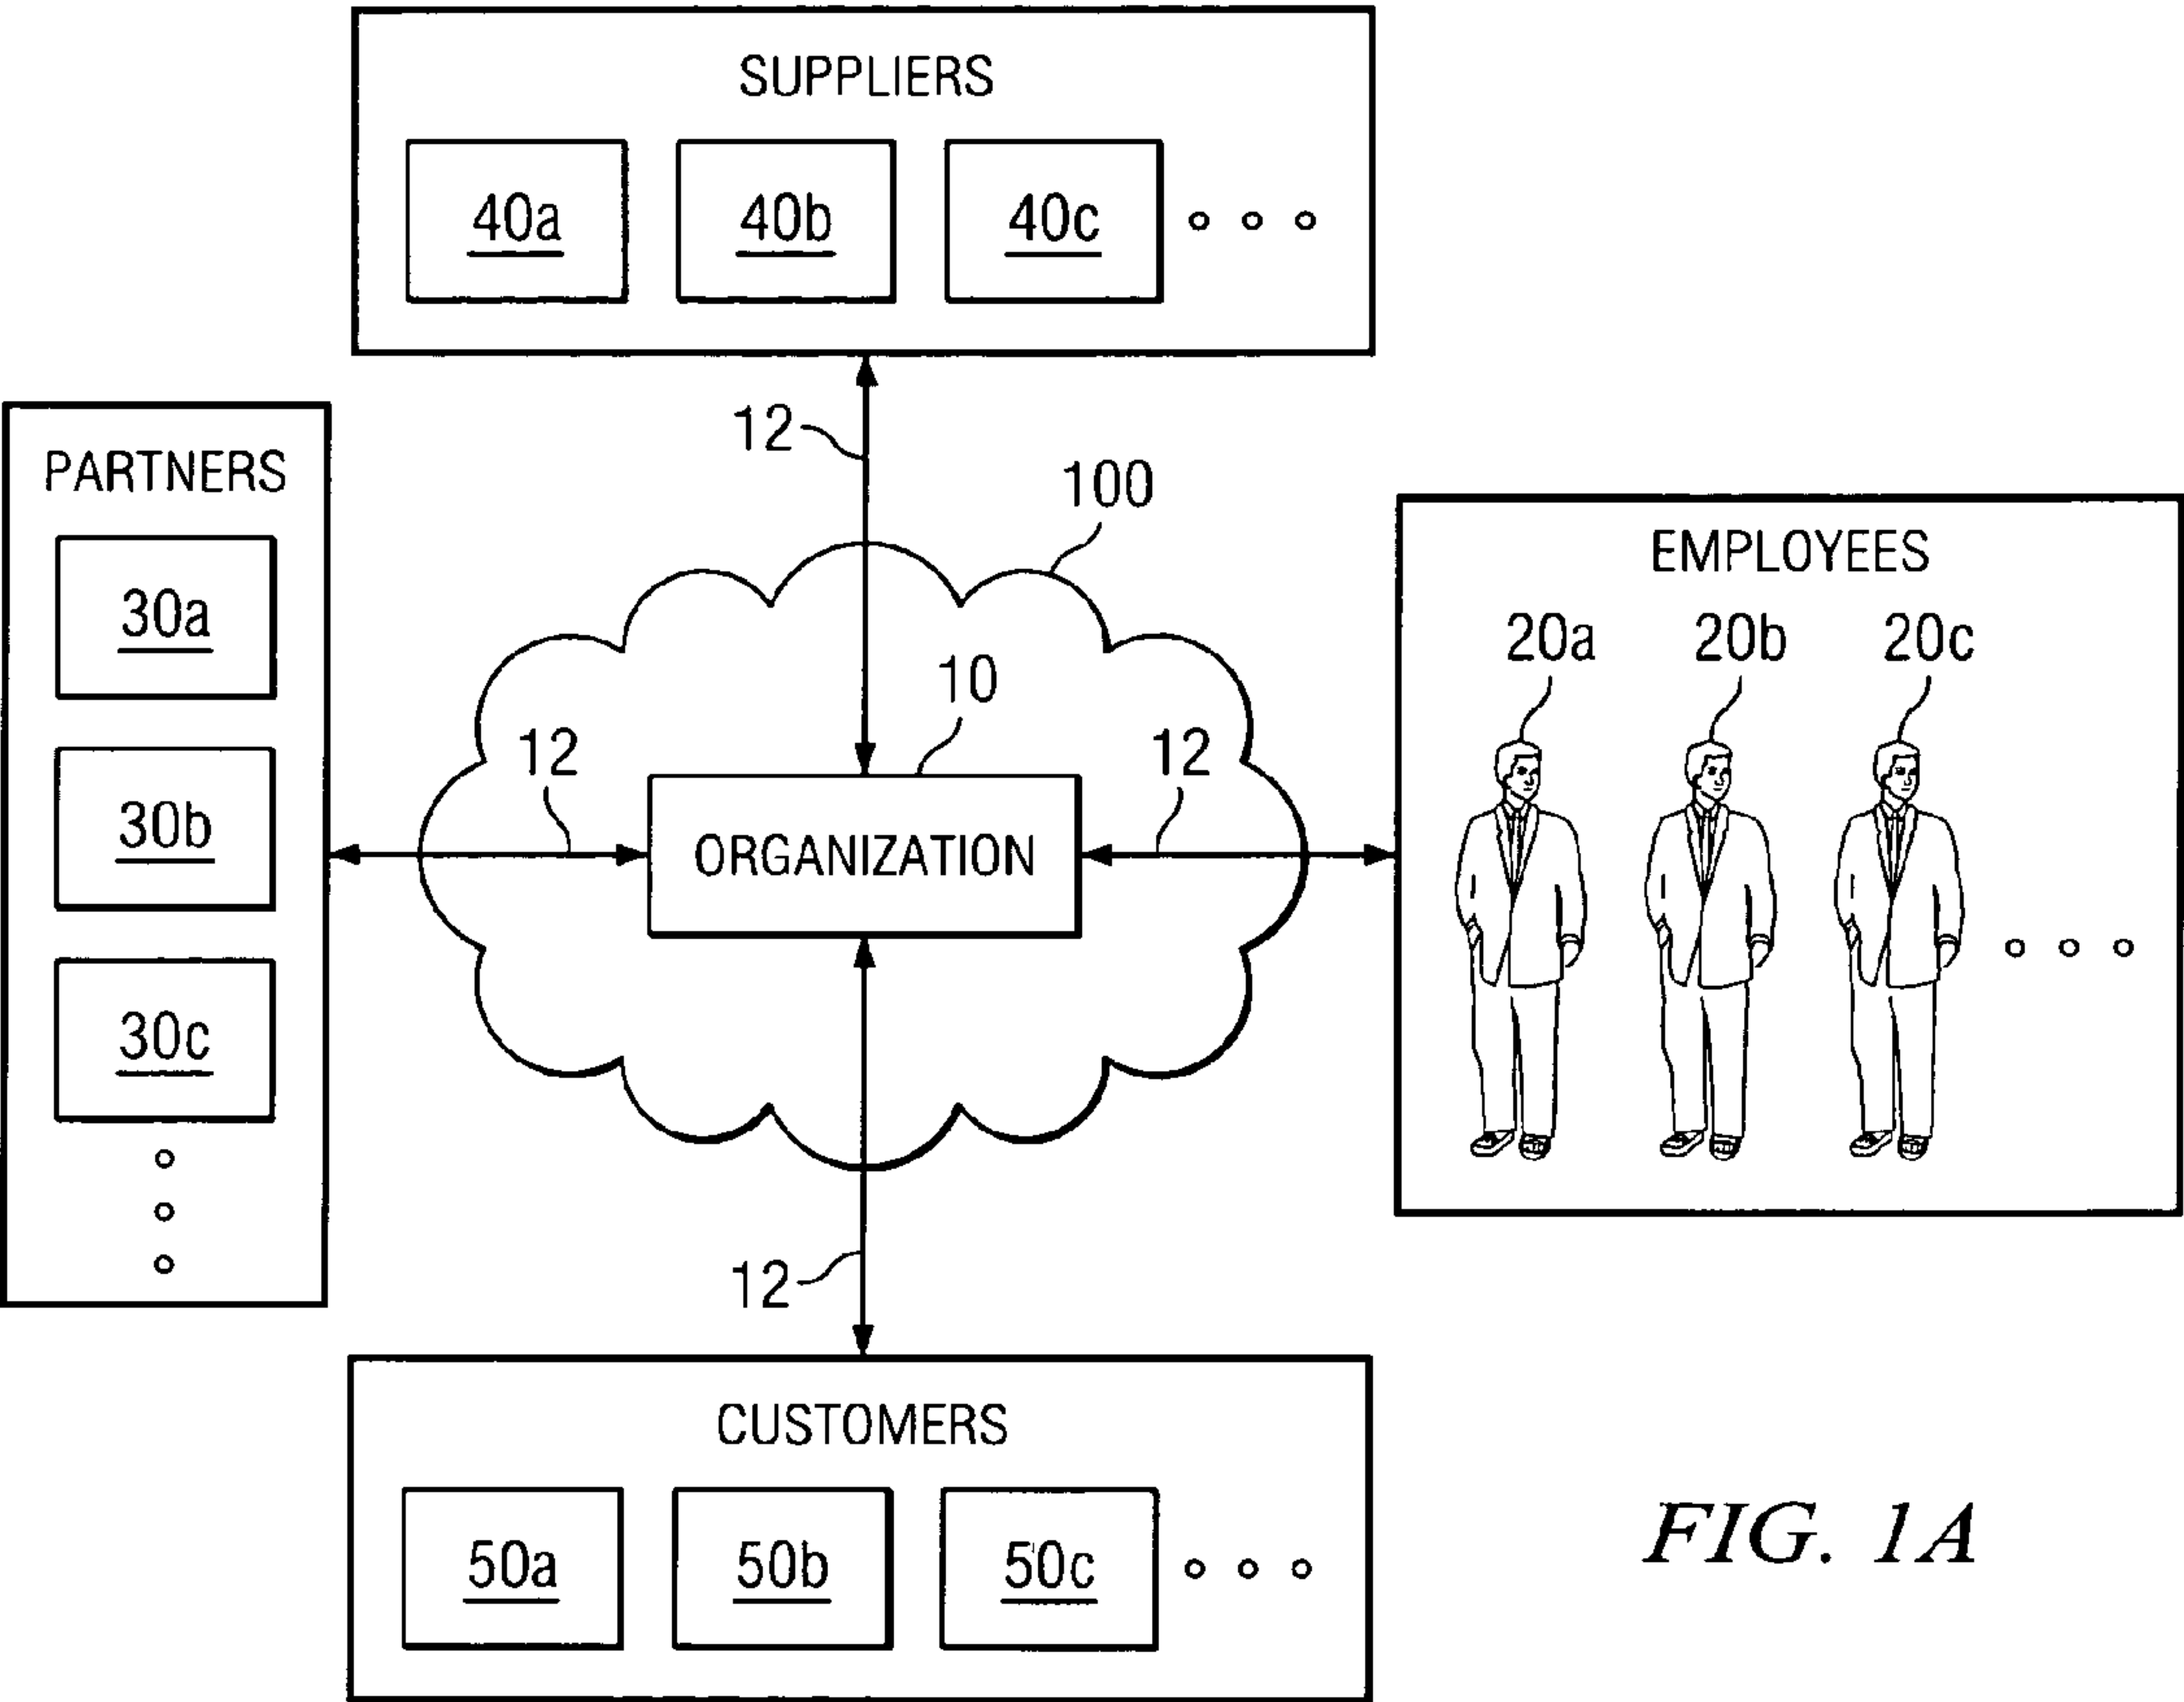 SUPPLIERS
40a 40b 40c
12
PARTNERS
100
EMPLOYEES
30a
20a 20b 20c
10
12
12
30b
ORGANIZATION
30c
12
CUSTOMERS
50a 50b 50c
FIG. 1A